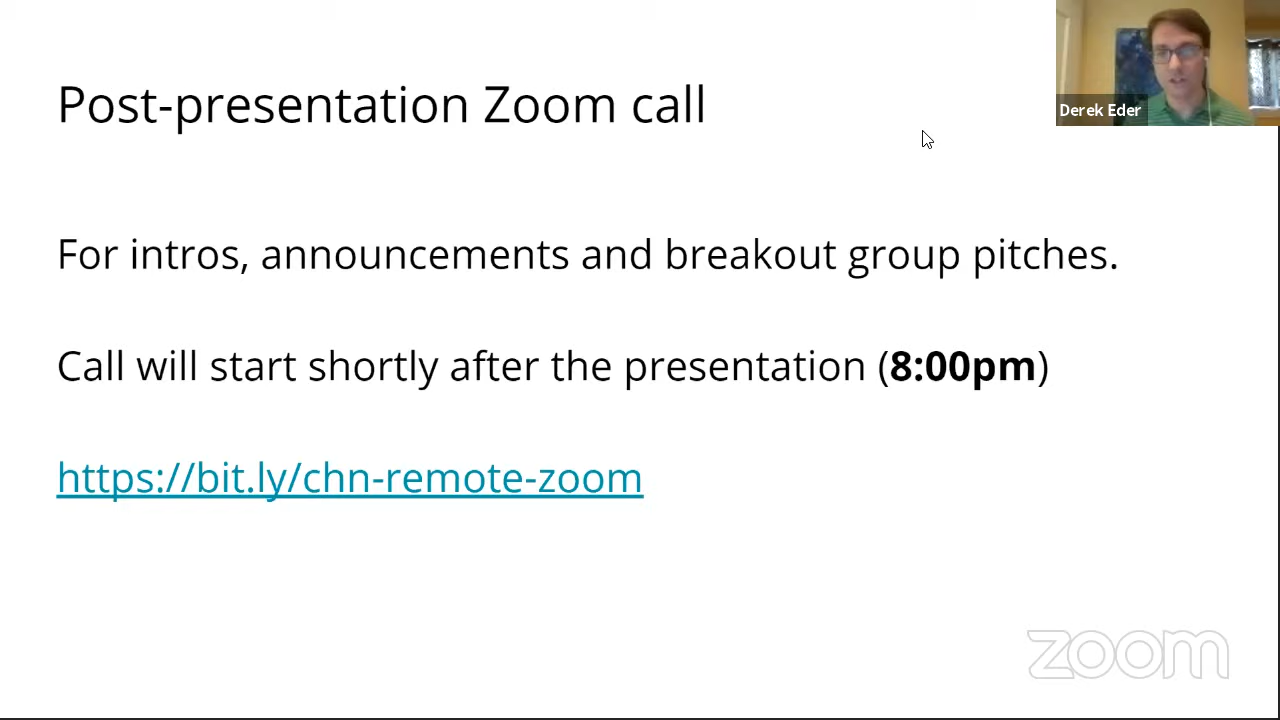 Post-presentation Zoom call
Derek Eder
For intros, announcements and breakout group pitches.
Call will start shortly after the presentation (8:00pm)
https://bit.ly/chn-remote-zoom
zoom